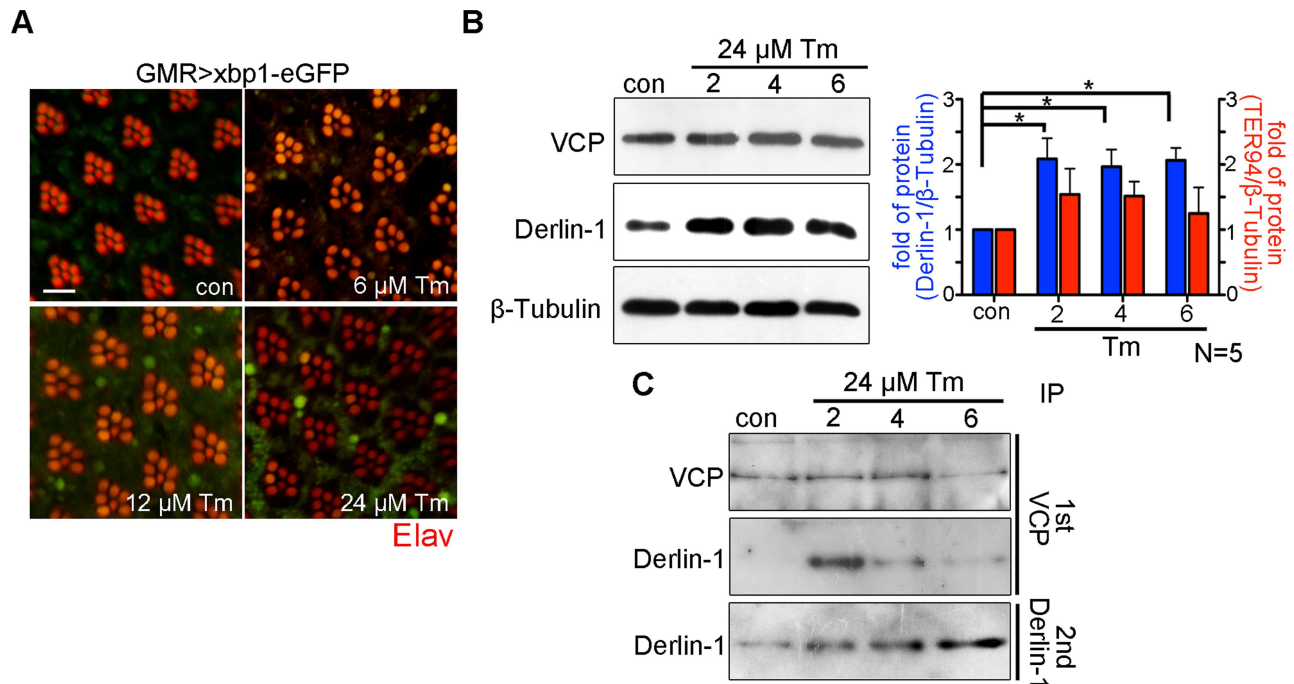 A
GMR>xbp1-eGFP
con
6 µM Tm
12 µM Tm
24 µM Tm
Elav
B
24 µM Tm
con 2 4 6
VCP
Derlin-1
β-Tubulin
fold of protein
(Derlin-1/β-Tubulin)
3
2
1
0
* * *
3
2
1
0
fold of protein
(TER94/β-Tubulin)
con 2 4 6
Tm
N=5
C
24 µM Tm
IP
con 2 4 6
VCP
Derlin-1
Derlin-1
1st
VCP
2nd
Derlin-1